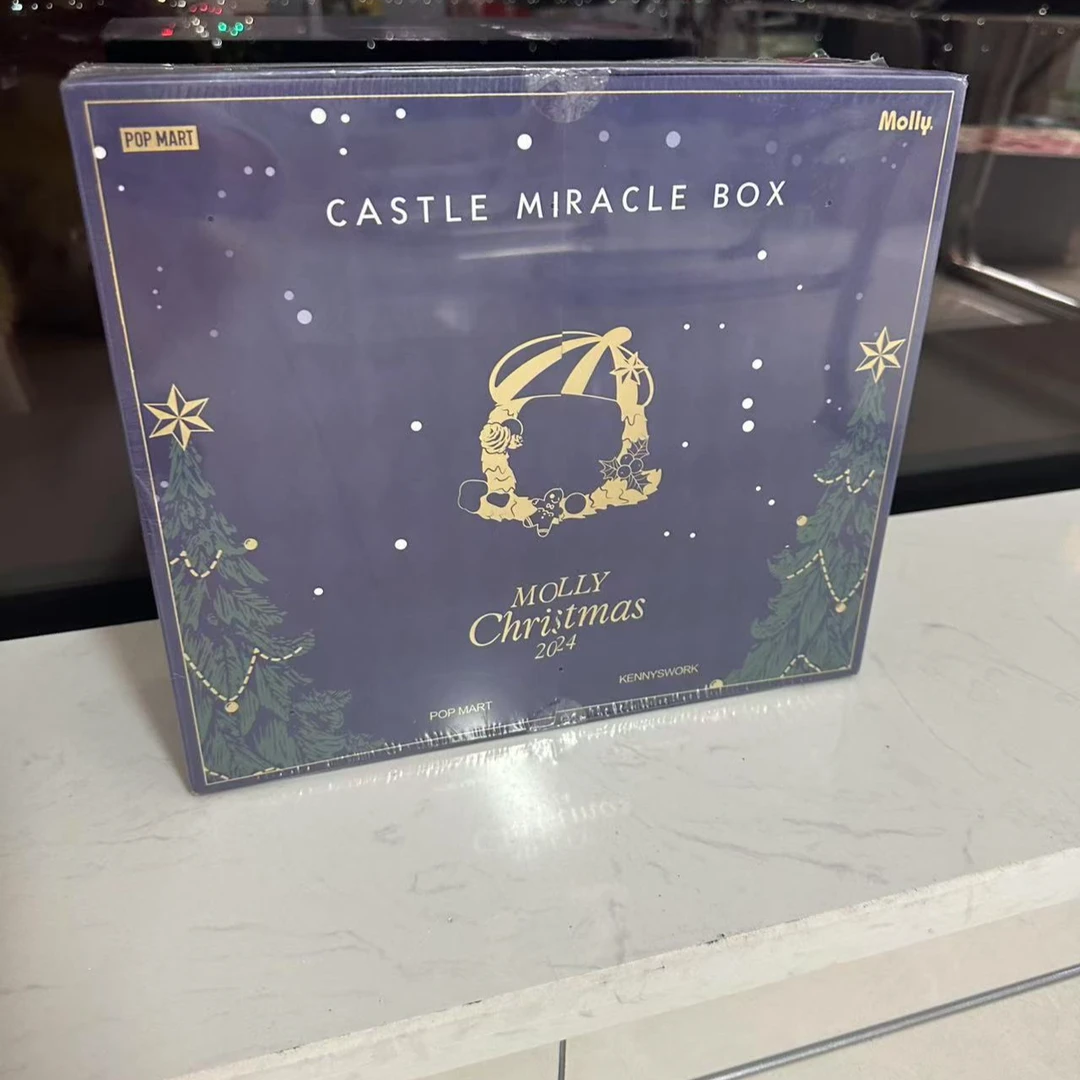 POP MART
Molly.
CASTLE MIRACLE BOX
MOLLY
Christmas
2024
POP MART
KENNYSWORK